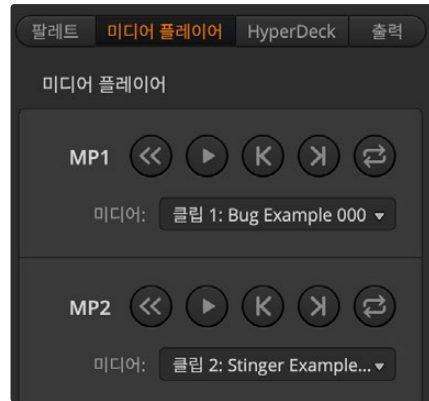 팔레트 미디어 플레이어 HyperDeck 출력
미디어 플레이어
MP1
미디어: 클립 1: Bug Example 000
MP2
미디어: 클립 2: Stinger Example...